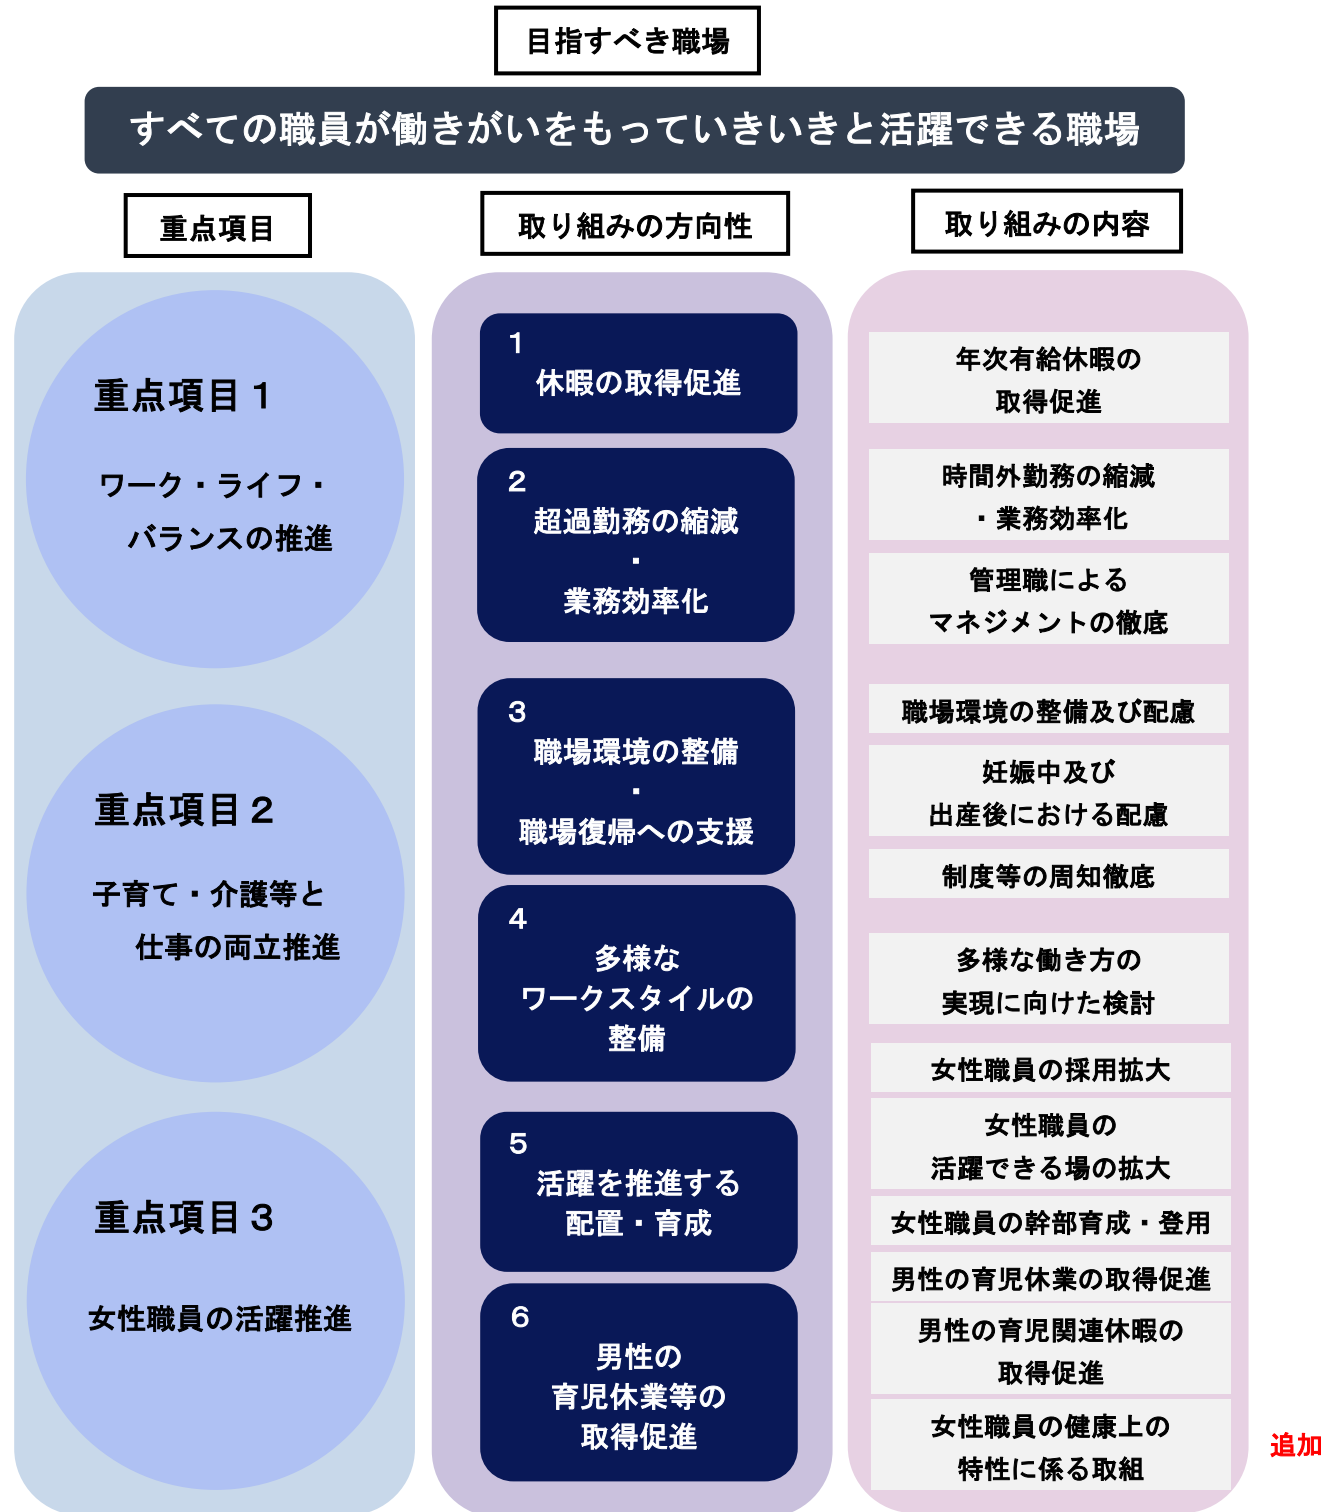 目指すべき職場
すべての職員が働きがいをもっていきいきと活躍できる職場
重点項目
取り組みの方向性
取り組みの内容
重点項目１
ワーク・ライフ・
バランスの推進
重点項目２
子育て・介護等と
仕事の両立推進
重点項目３
女性職員の活躍推進
1
休暇の取得促進
2
超過勤務の縮減
・
業務効率化
3
職場環境の整備
・
職場復帰への支援
4
多様な
ワークスタイルの
整備
5
活躍を推進する
配置・育成
6
男性の
育児休業等の
取得促進
年次有給休暇の
取得促進
時間外勤務の縮減
・業務効率化
管理職による
マネジメントの徹底
職場環境の整備及び配慮
妊娠中及び
出産後における配慮
制度等の周知徹底
多様な働き方の
実現に向けた検討
女性職員の採用拡大
女性職員の
活躍できる場の拡大
女性職員の幹部育成・登用
男性の育児休業の取得促進
男性の育児関連休暇の
取得促進
女性職員の健康上の
特性に係る取組
追加